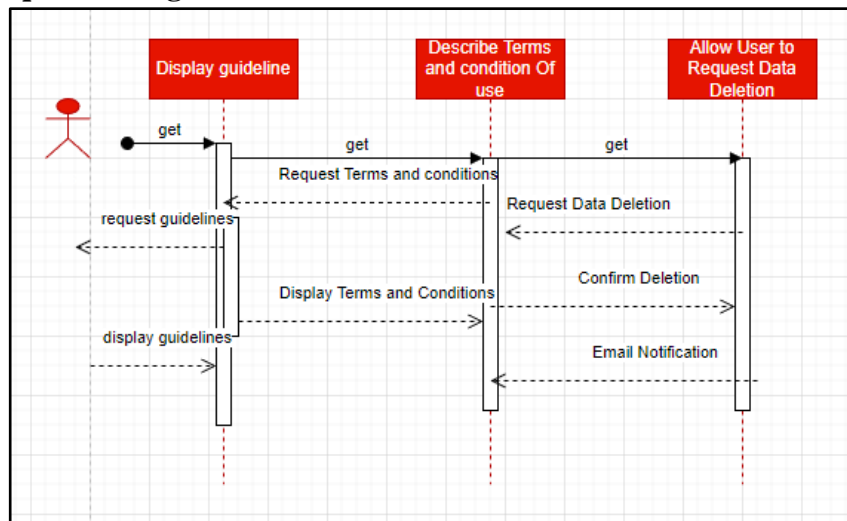 Display guideline
Describe Terms
and condition Of
use
Allow User to
Request Data
Deletion
get
get
get
Request Terms and conditions
Request Data Deletion
request guidelines
Confirm Deletion
Display Terms and Conditions
display guidelines
Email Notification